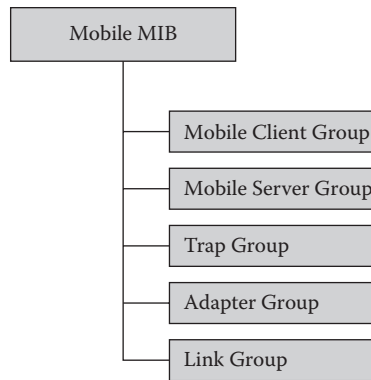 Mobile MIB
Mobile Client Group
Mobile Server Group
Trap Group
Adapter Group
Link Group